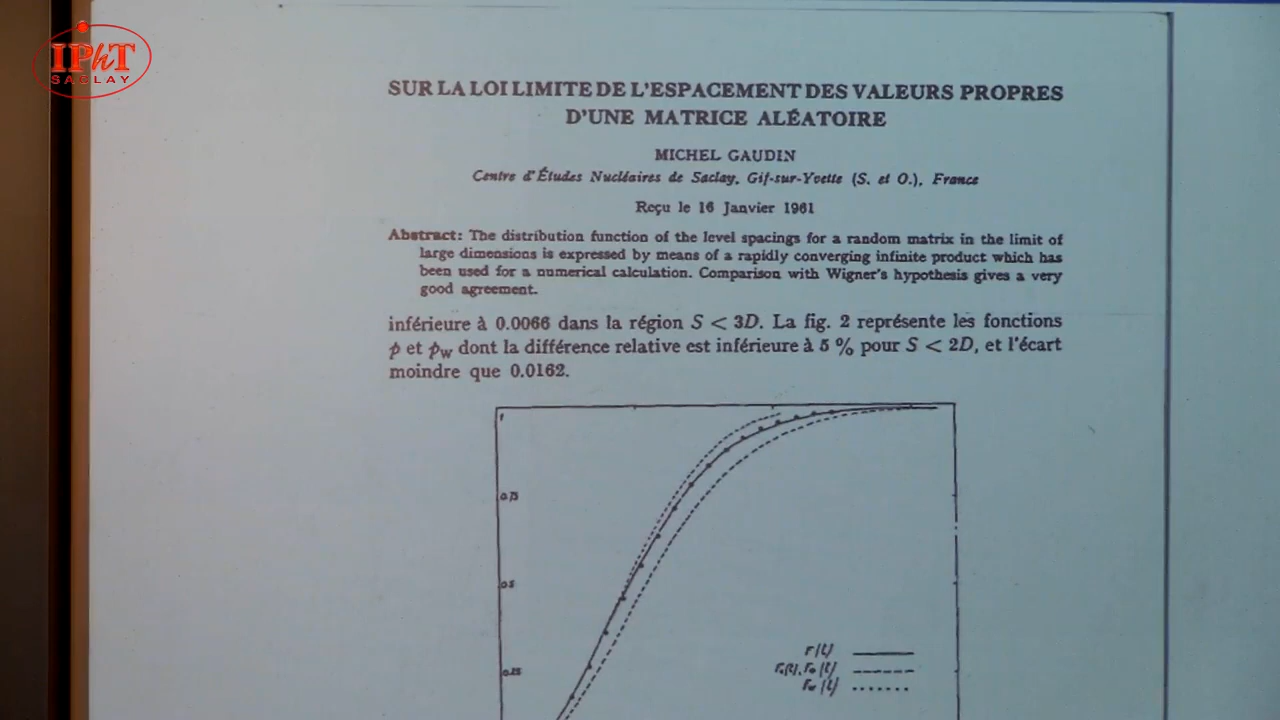 IPhT
SACLAY
SUR LA LOI LIMITE DE L'ESPACEMENT DES VALEURS PROPRES
D'UNE MATRICE ALÉATOIRE
MICHEL GAUDIN
Centre d'Études Nucléaires de Saclay, Gif-sur-Yvette (S. et O.), France
Reçu le 16 Janvier 1961
Abstract: The distribution function of the level spacings for a random matrix in the limit of
large dimensions is expressed by means of a rapidly converging infinite product which has
been used for a numerical calculation. Comparison with Wigner's hypothesis gives a very
good agreement.
inférieure à 0.0066 dans la région S < 3D. La fig. 2 représente les fonctions
p et pw dont la différence relative est inférieure à 5 % pour S < 2D, et l'écart
moindre que 0.0162.
1
0.75
0.5
0.25
F(t)